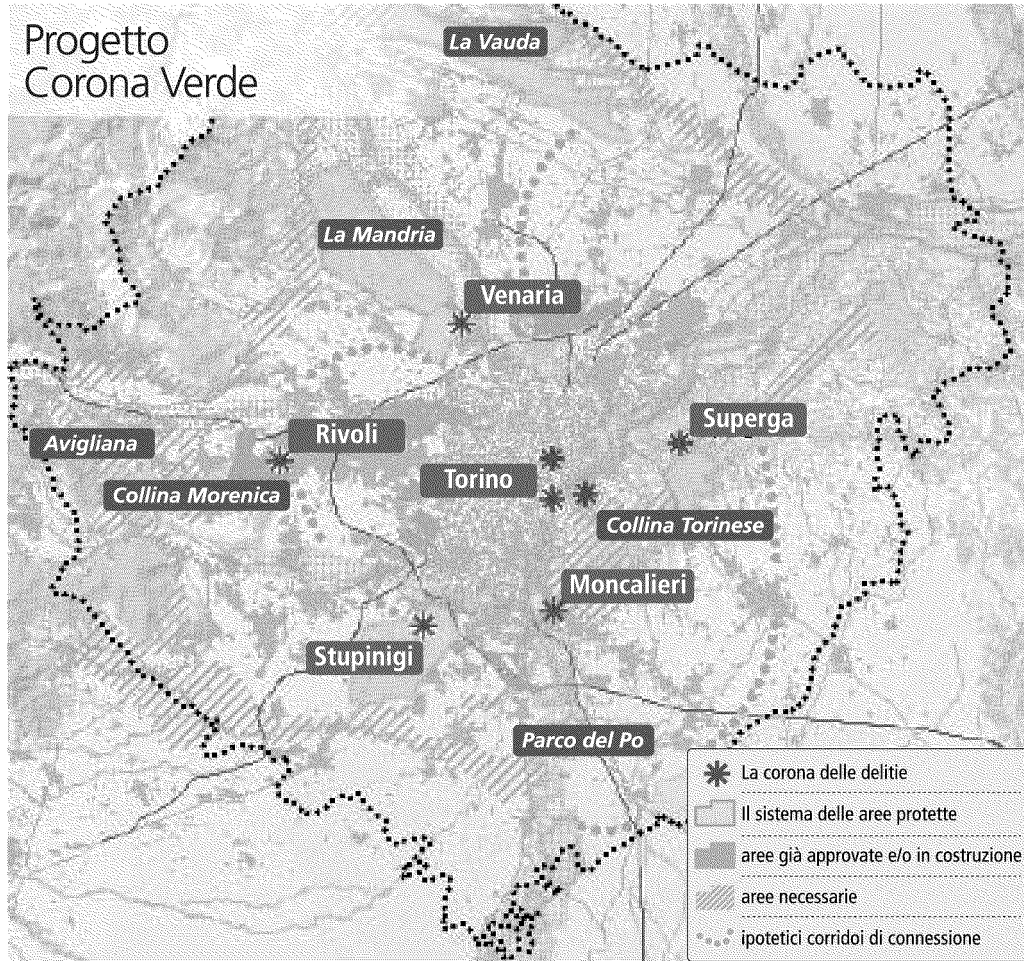 Progetto
Corona Verde
La Vauda
La Mandria
Venaria
Superga
Rivoli
Avigliana
Torino
Collina Morenica
Collina Torinese
Moncalieri
Stupinigi
Parco del Po
La corona delle delitie
Il sistema delle aree protette
aree già approvate e/o in costruzione
aree necessarie
ipotetici corridoi di connessione